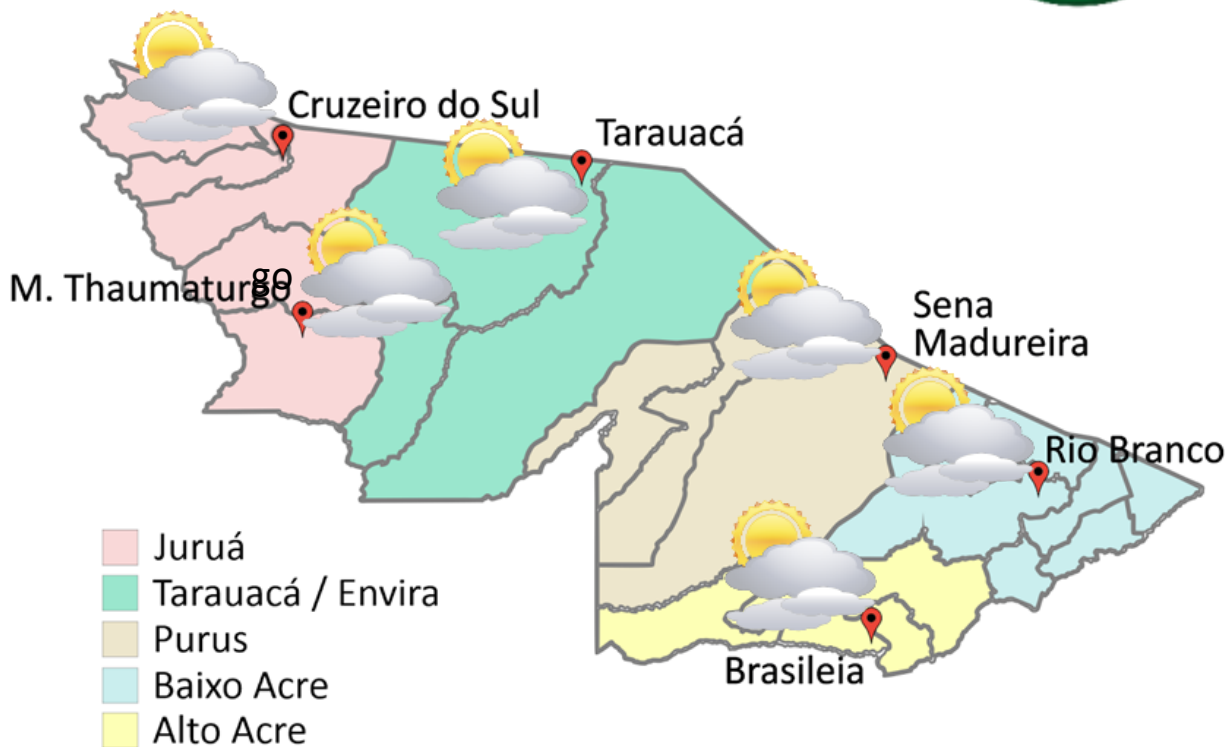 Cruzeiro do Sul
Tarauacá
M. Thaumaturgo
go
Sena
Madureira
Rio Branco
Brasileia
Juruá
Tarauacá / Envira
Purus
Baixo Acre
Alto Acre